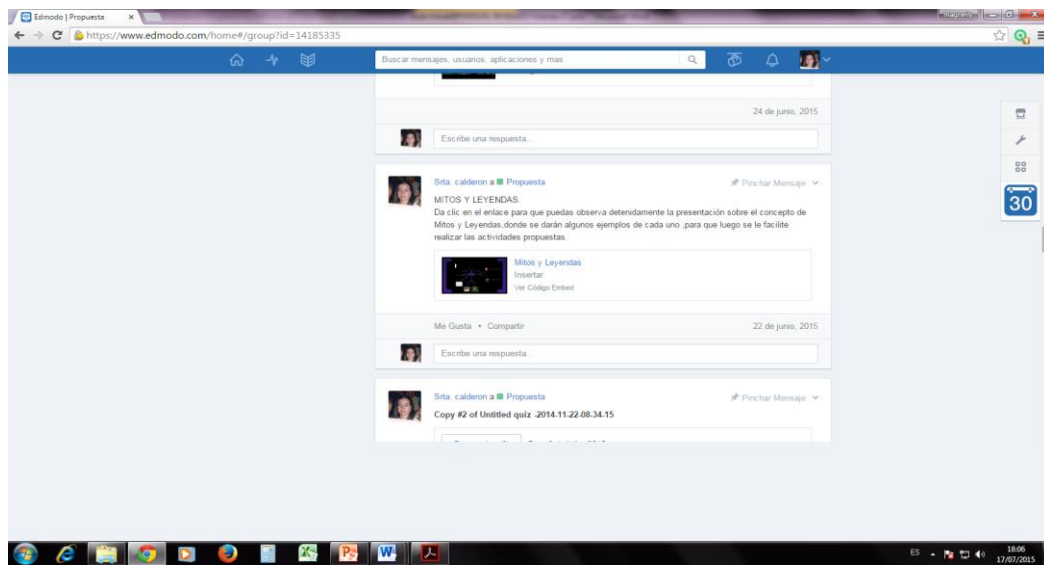 Edmodo | Propuesta
https://www.edmodo.com/home#/group?id=14185335
Buscar mensajes, usuarios, aplicaciones y mas
24 de junio, 2015
Escribe una respuesta...
Srta. calderon a Propuesta
Pinchar Mensaje
MITOS Y LEYENDAS.
Da clic en el enlace para que puedas observa detenidamente la presentación sobre el concepto de
Mitos y Leyendas,donde se darán algunos ejemplos de cada uno ,para que luego se le facilite
realizar las actividades propuestas.
Mitos y Leyendas
Insertar
Ver Código Embed
30
Me Gusta • Compartir
22 de junio, 2015
Escribe una respuesta...
Srta. calderon a Propuesta
Pinchar Mensaje
Copy #2 of Untitled quiz -2014-11-22-08-34-15
ES
18:06
17/07/2015